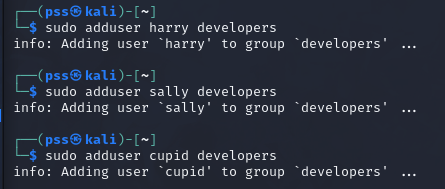 ┌──(pss㉿kali)-[~]
└─$ sudo adduser harry developers
info: Adding user `harry' to group `developers' ...
┌──(pss㉿kali)-[~]
└─$ sudo adduser sally developers
info: Adding user `sally' to group `developers' ...
┌──(pss㉿kali)-[~]
└─$ sudo adduser cupid developers
info: Adding user `cupid' to group `developers' ...